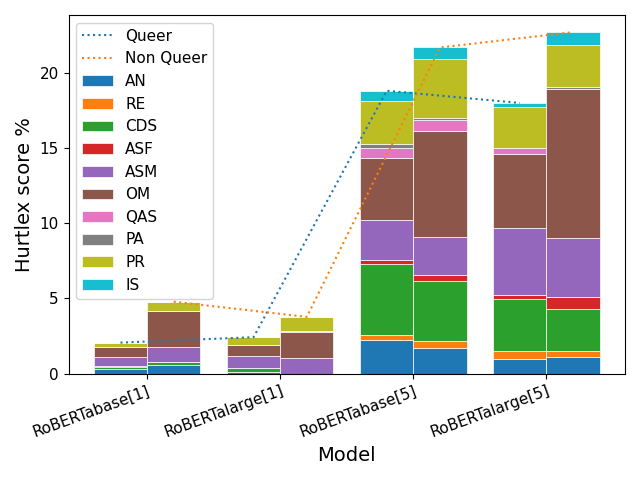 Queer
Non Queer
AN
RE
CDS
ASF
ASM
OM
QAS
PA
PR
IS
Hurtlex score %
20
15
10
5
0
RoBERTabase[1]
RoBERTalarge[1]
RoBERTabase[5]
RoBERTalarge[5]
Model